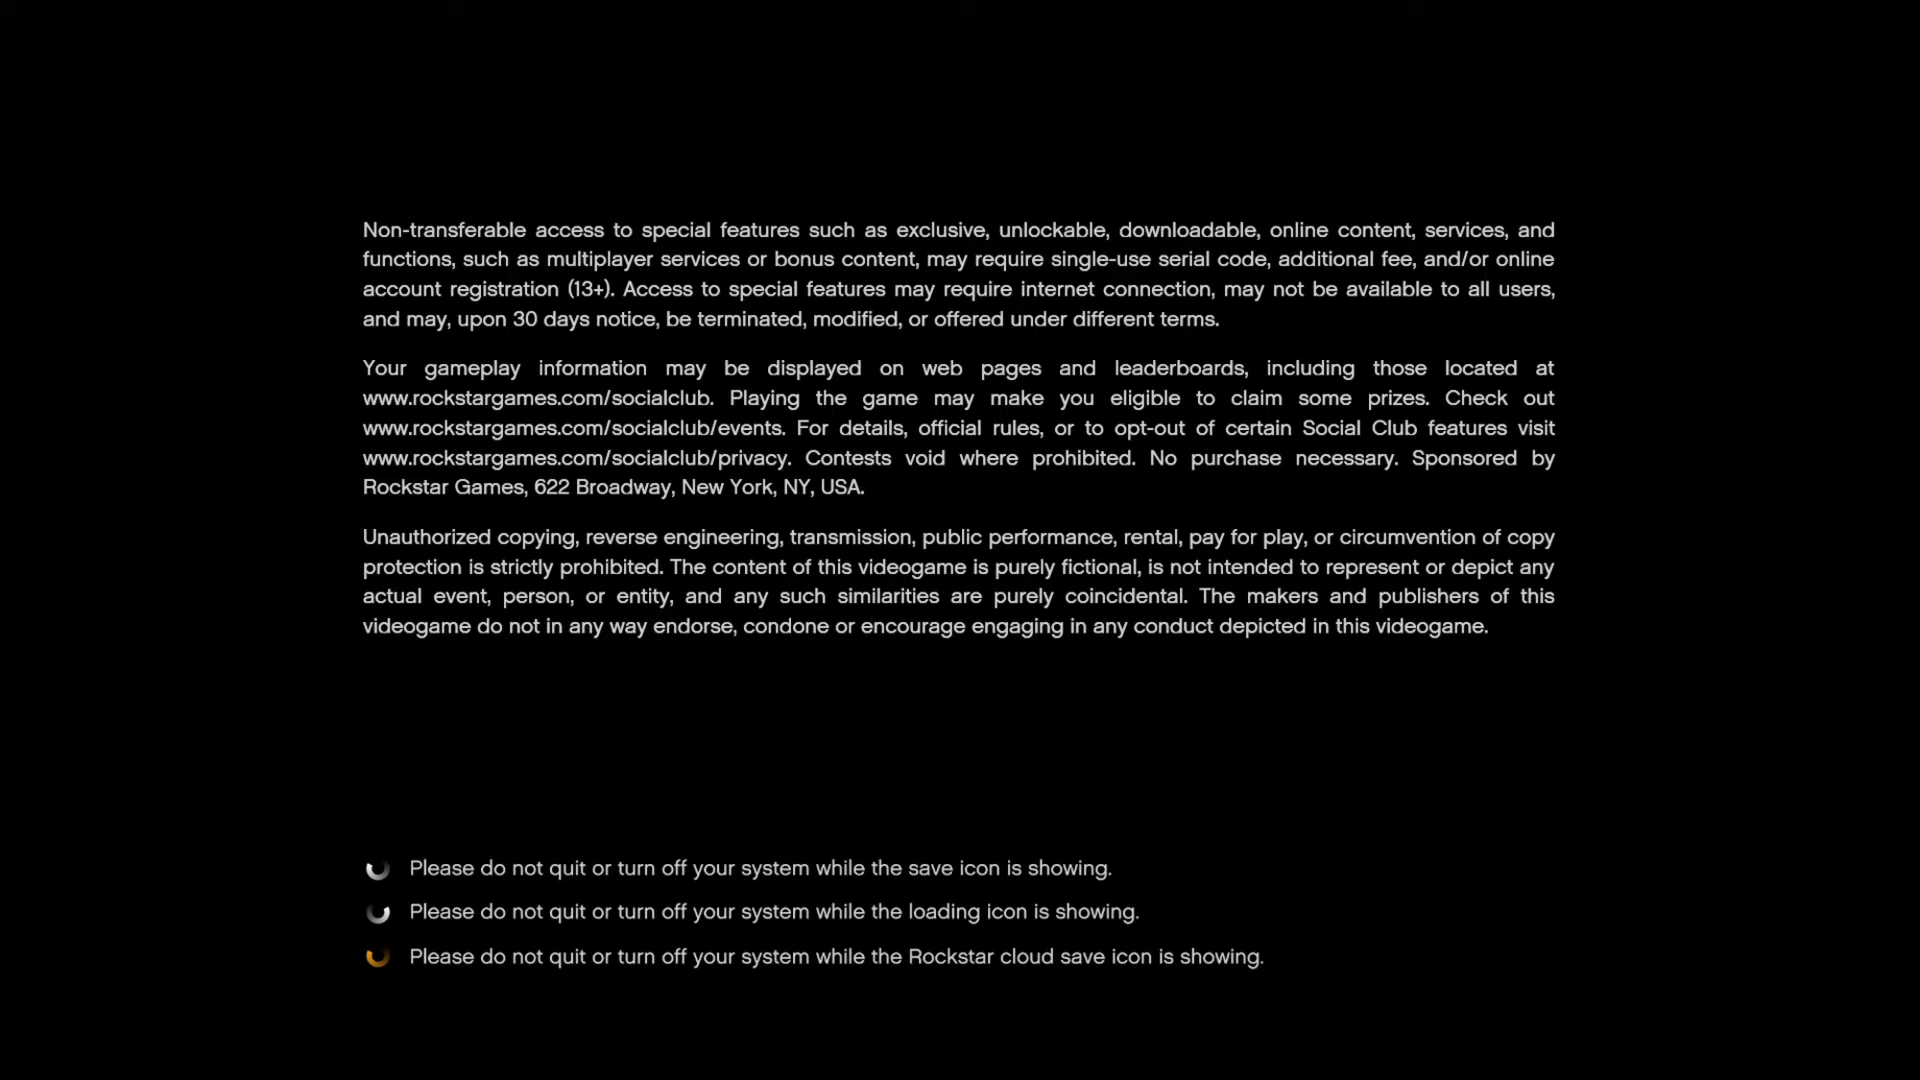 Non-transferable access to special features such as exclusive, unlockable, downloadable, online content, services, and
functions, such as multiplayer services or bonus content, may require single-use serial code, additional fee, and/or online
account registration (13+). Access to special features may require internet connection, may not be available to all users,
and may, upon 30 days notice, be terminated, modified, or offered under different terms.
Your gameplay information may be displayed on web pages and leaderboards, including those located at
www.rockstargames.com/socialclub. Playing the game may make you eligible to claim some prizes. Check out
www.rockstargames.com/socialclub/events. For details, official rules, or to opt-out of certain Social Club features visit
www.rockstargames.com/socialclub/privacy. Contests void where prohibited. No purchase necessary. Sponsored by
Rockstar Games, 622 Broadway, New York, NY, USA.
Unauthorized copying, reverse engineering, transmission, public performance, rental, pay for play, or circumvention of copy
protection is strictly prohibited. The content of this videogame is purely fictional, is not intended to represent or depict any
actual event, person, or entity, and any such similarities are purely coincidental. The makers and publishers of this
videogame do not in any way endorse, condone or encourage engaging in any conduct depicted in this videogame.
Please do not quit or turn off your system while the save icon is showing.
Please do not quit or turn off your system while the loading icon is showing.
Please do not quit or turn off your system while the Rockstar cloud save icon is showing.